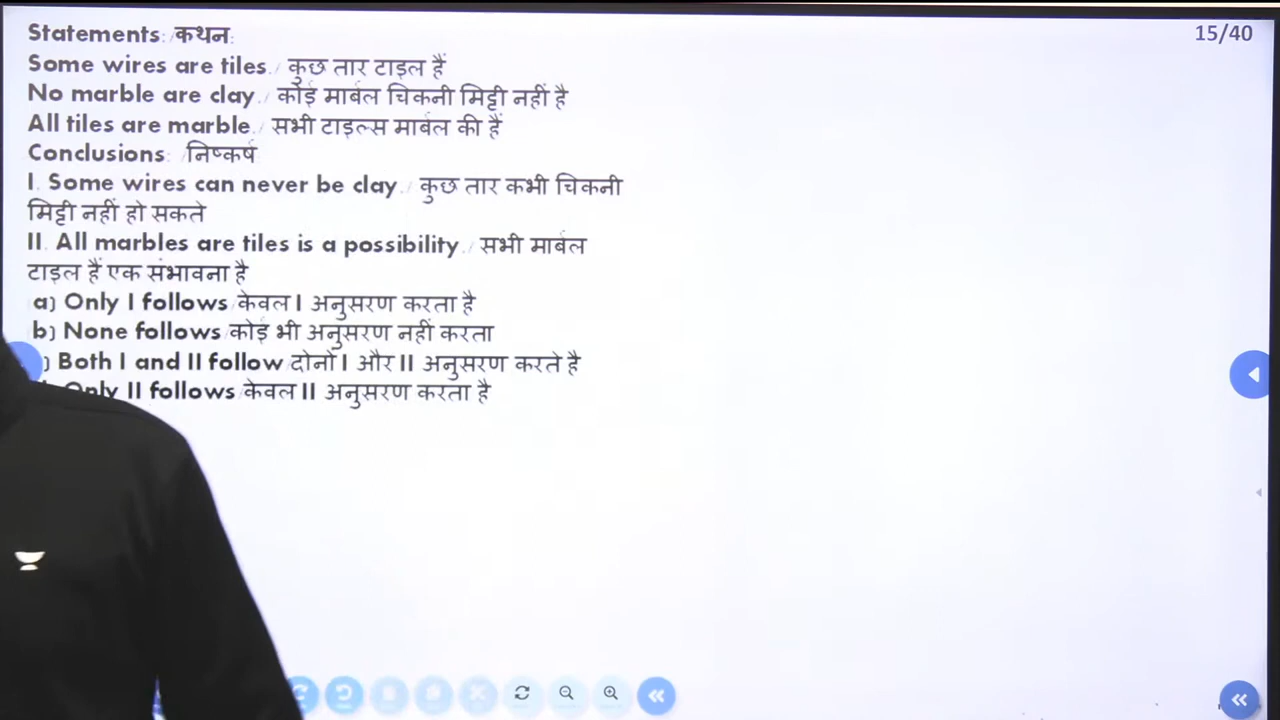 Statements: /कथन:
15/40
Some wires are tiles. / कुछ तार टाइल हैं
No marble are clay. / कोई मार्बल चिकनी मिट्टी नहीं है
All tiles are marble. / सभी टाइल्स मार्बल की हैं
Conclusions: /निष्कर्ष
I. Some wires can never be clay. / कुछ तार कभी चिकनी
मिट्टी नहीं हो सकते
II. All marbles are tiles is a possibility. / सभी मार्बल
टाइल हैं एक संभावना है
a) Only I follows /केवल I अनुसरण करता है
b) None follows /कोई भी अनुसरण नहीं करता
) Both I and II follow /दोनों I और II अनुसरण करते है
Only II follows /केवल II अनुसरण करता है